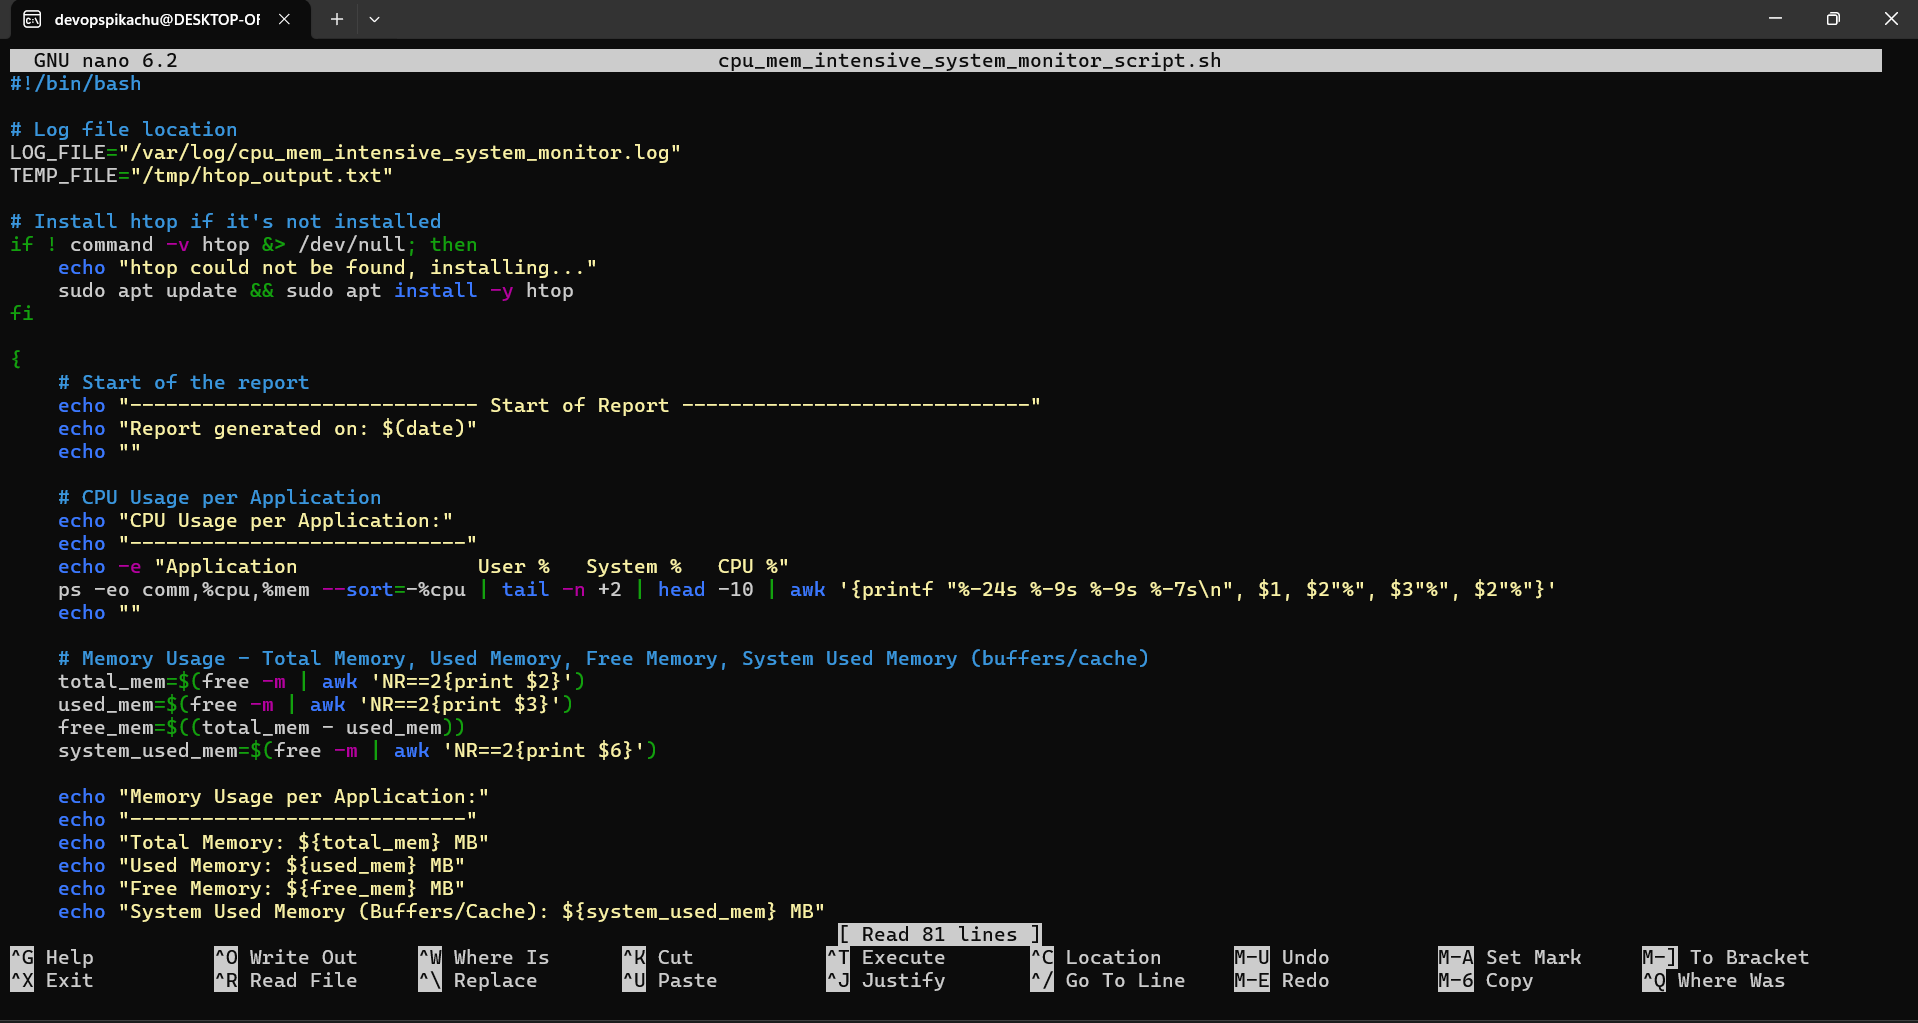 devopspikachu@DESKTOP-OF
GNU nano 6.2 cpu_mem_intensive_system_monitor_script.sh
#!/bin/bash

# Log file location
LOG_FILE="/var/log/cpu_mem_intensive_system_monitor.log"
TEMP_FILE="/tmp/htop_output.txt"

# Install htop if it's not installed
if ! command -v htop &> /dev/null; then
    echo "htop could not be found, installing..."
    sudo apt update && sudo apt install -y htop
fi

{
    # Start of the report
    echo "----------------------------- Start of Report -----------------------------"
    echo "Report generated on: $(date)"
    echo ""

    # CPU Usage per Application
    echo "CPU Usage per Application:"
    echo "----------------------------"
    echo -e "Application               User %   System %   CPU %"
    ps -eo comm,%cpu,%mem --sort=-%cpu | tail -n +2 | head -10 | awk '{printf "%-24s %-9s %-9s %-7s\n", $1, $2"%", $3"%", $2"%"}'
    echo ""

    # Memory Usage - Total Memory, Used Memory, Free Memory, System Used Memory (buffers/cache)
    total_mem=$(free -m | awk 'NR==2{print $2}')
    used_mem=$(free -m | awk 'NR==2{print $3}')
    free_mem=$((total_mem - used_mem))
    system_used_mem=$(free -m | awk 'NR==2{print $6}')

    echo "Memory Usage per Application:"
    echo "----------------------------"
    echo "Total Memory: ${total_mem} MB"
    echo "Used Memory: ${used_mem} MB"
    echo "Free Memory: ${free_mem} MB"
    echo "System Used Memory (Buffers/Cache): ${system_used_mem} MB"
[ Read 81 lines ]
^G Help ^O Write Out ^W Where Is ^K Cut ^T Execute ^C Location M-U Undo M-A Set Mark M-] To Bracket
^X Exit ^R Read File ^\ Replace ^U Paste ^J Justify ^/ Go To Line M-E Redo M-6 Copy ^Q Where Was